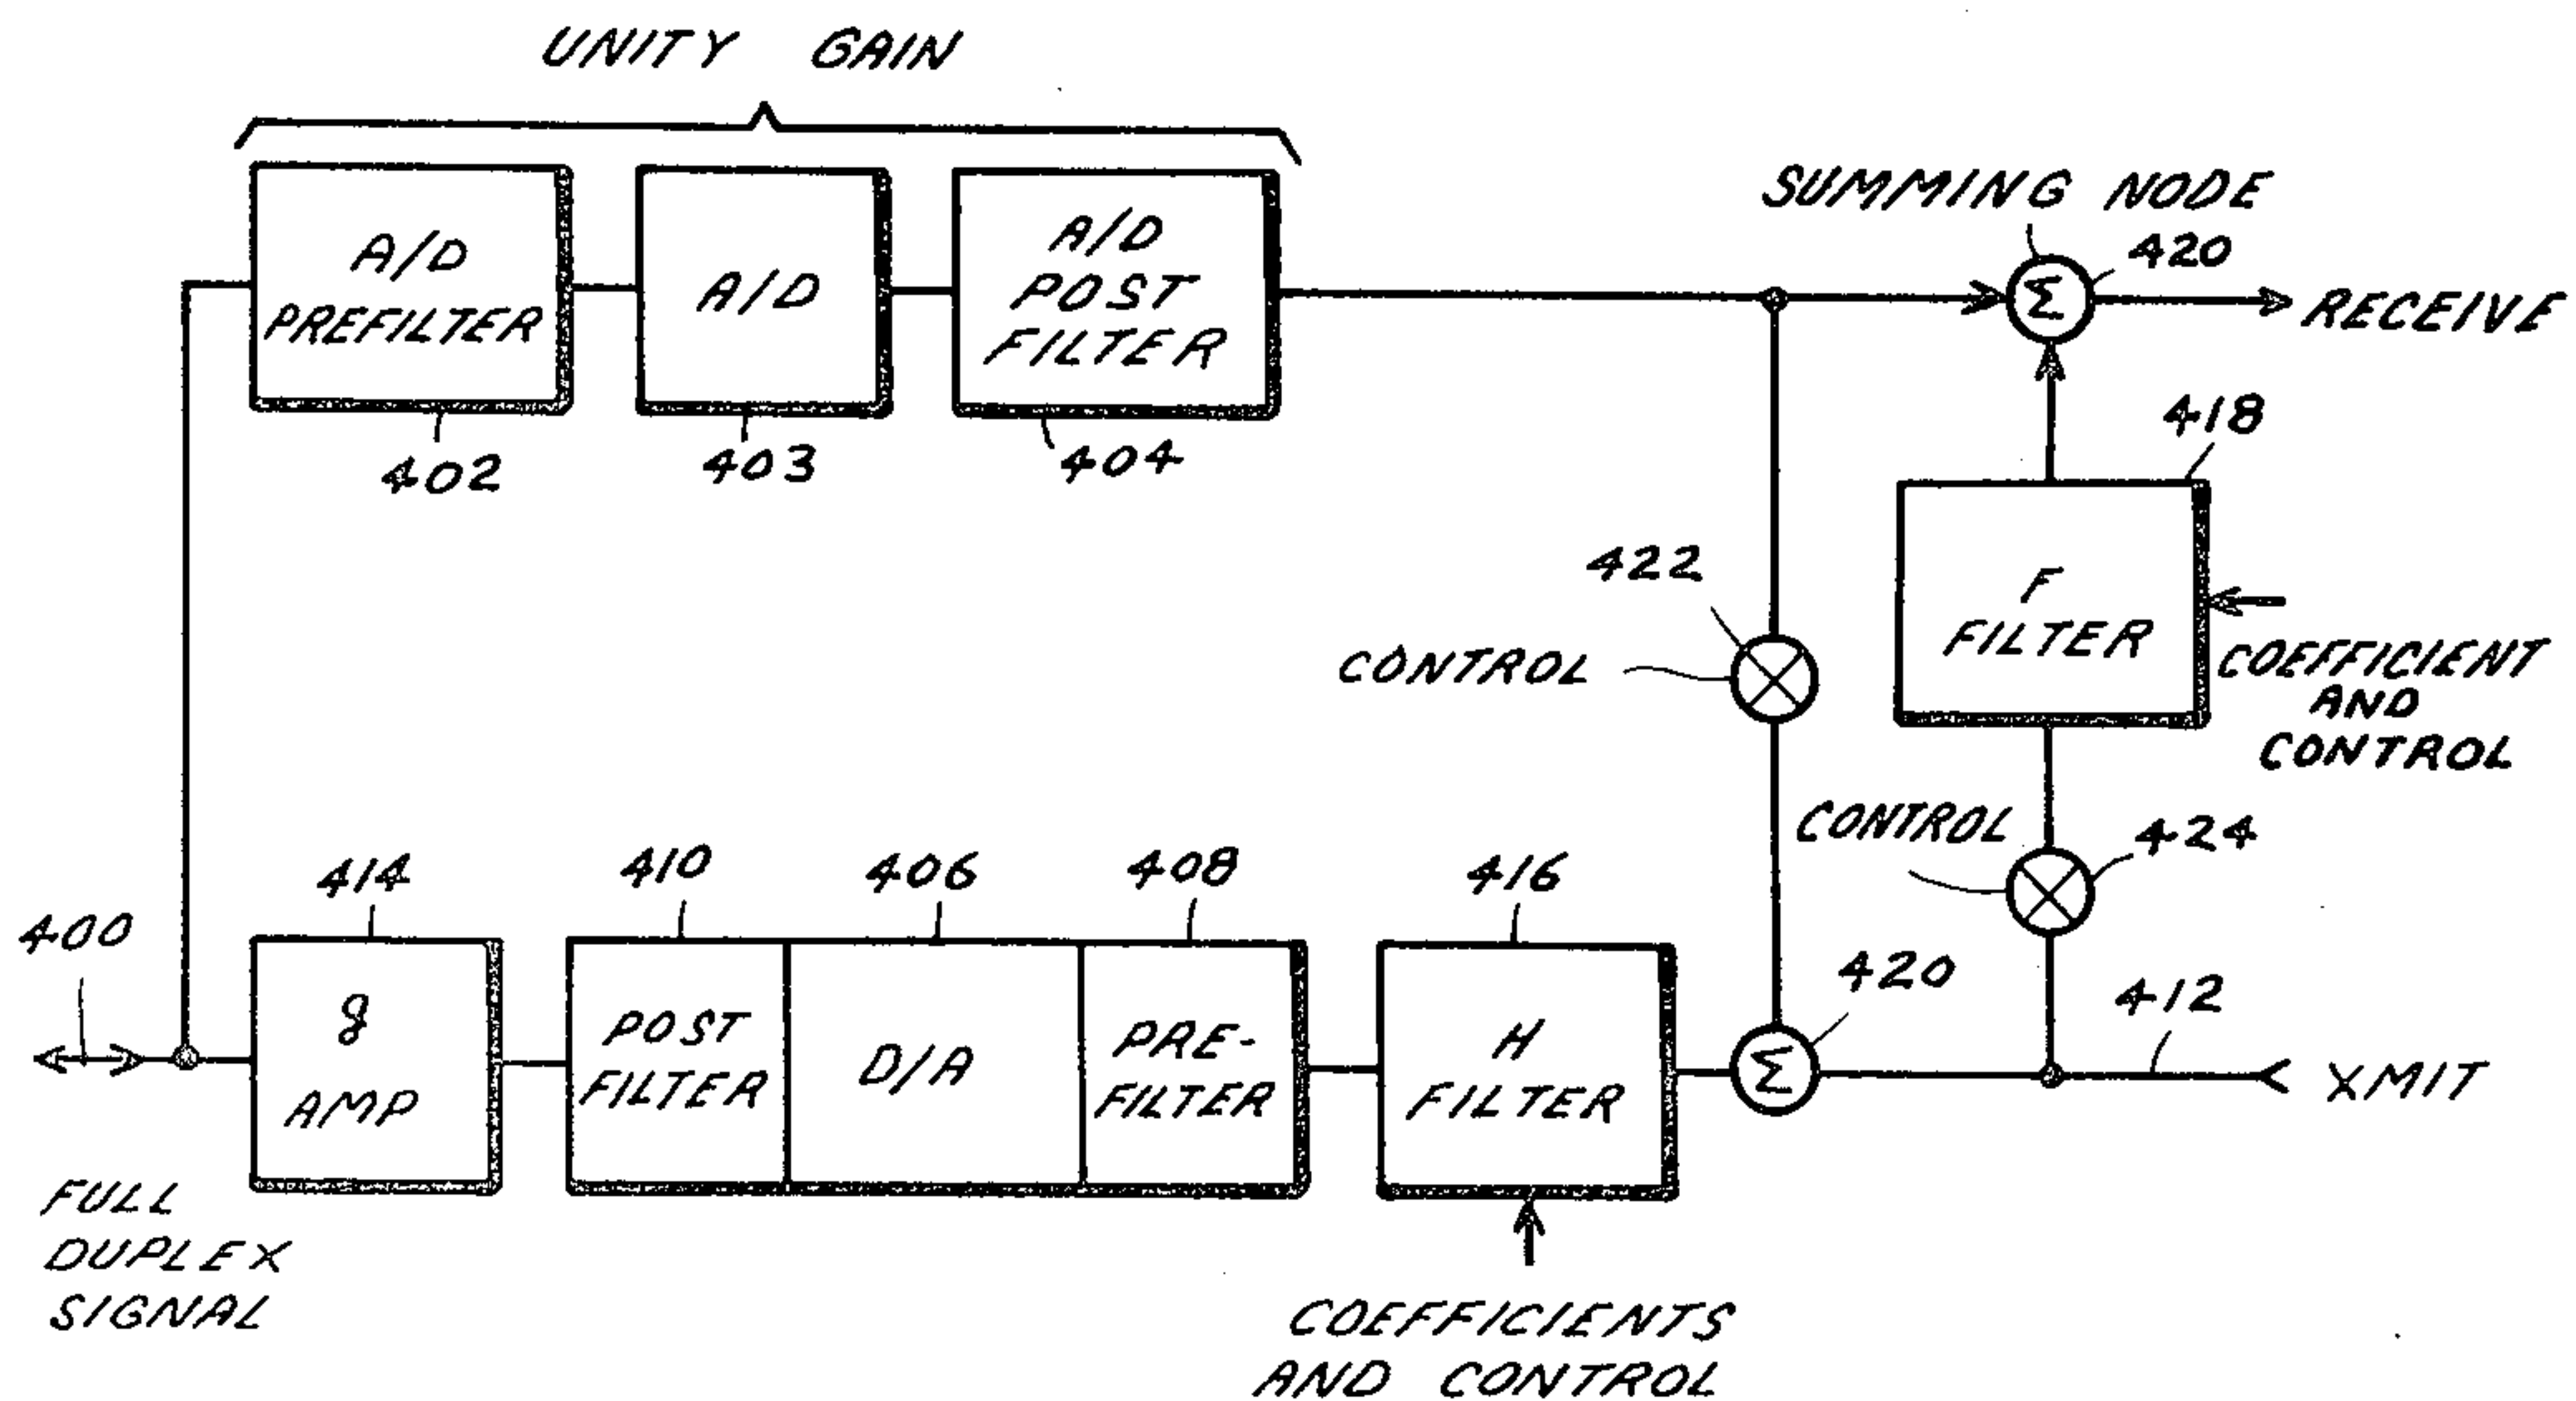 UNITY GAIN
A/D
PREFILTER
402
A/D
403
A/D
POST
FILTER
404
SUMMING NODE
420
Σ
RECEIVE
418
F
FILTER
COEFFICIENT
AND
CONTROL
422
CONTROL
CONTROL
424
400
FULL
DUPLEX
SIGNAL
414
g
AMP
410
POST
FILTER
406
D/A
408
PRE-
FILTER
416
H
FILTER
COEFFICIENTS
AND CONTROL
420
Σ
412
XMIT